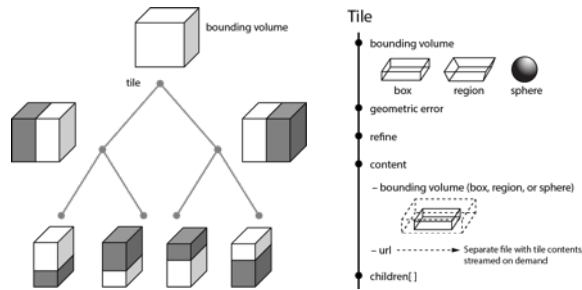 bounding volume
tile
Tile
bounding volume
box region sphere
geometric error
refine
content
– bounding volume (box, region, or sphere)
– url Separate file with tile contents
streamed on demand
children[ ]